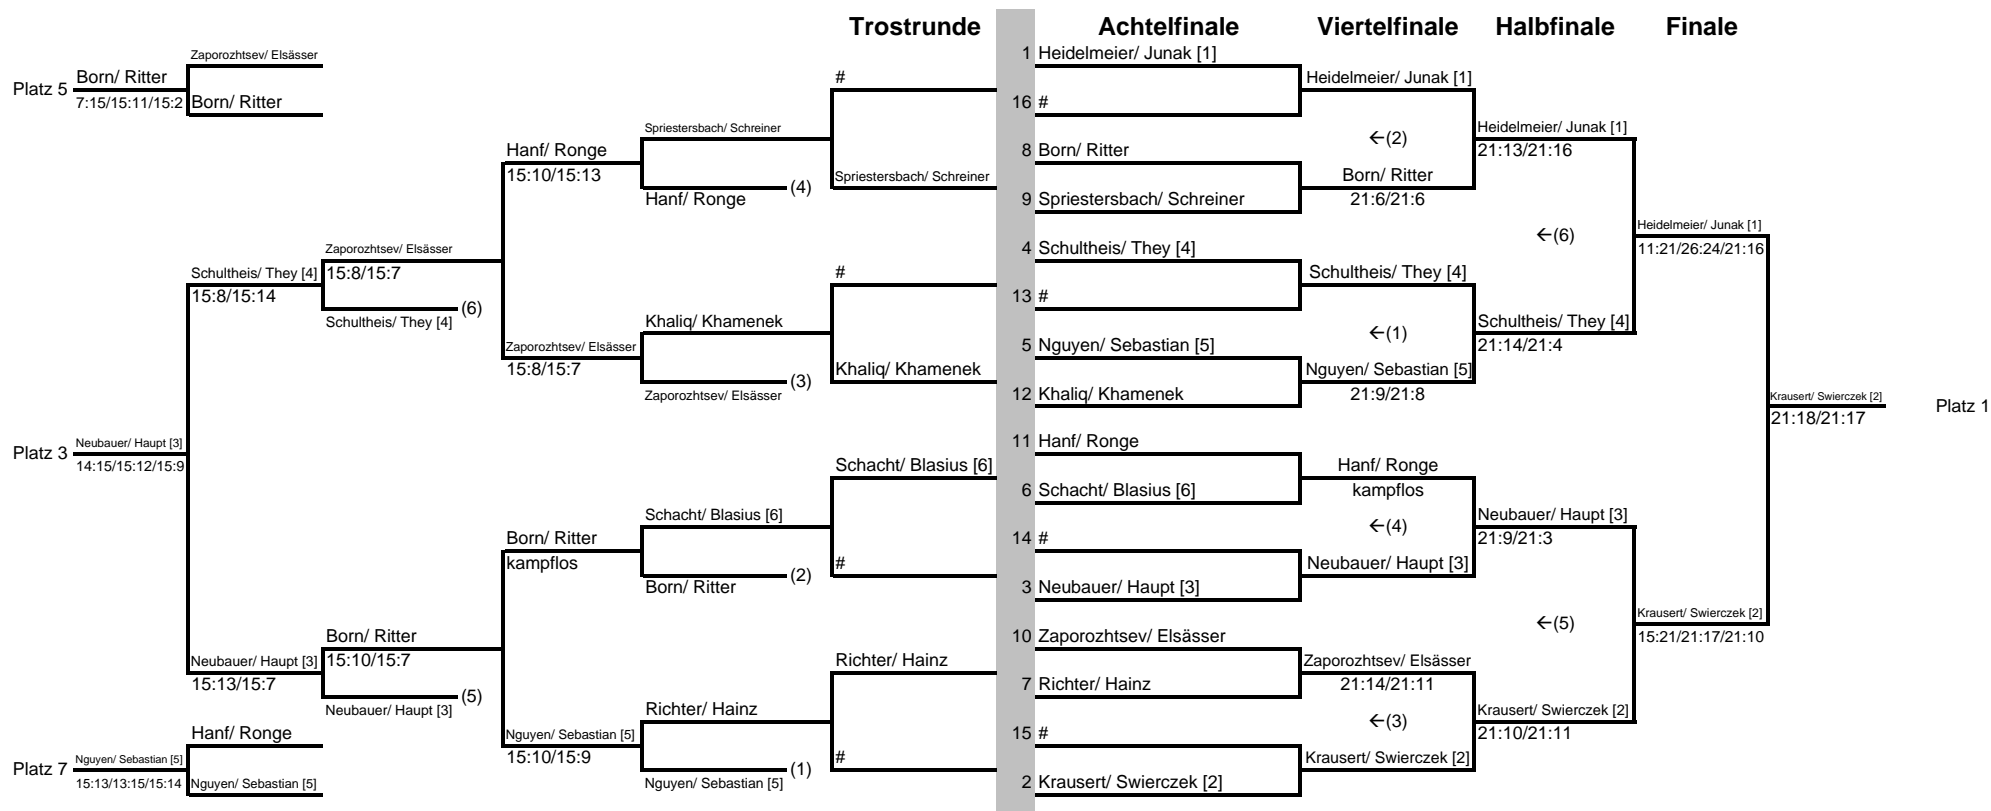 Trostrunde Achtelfinale Viertelfinale Halbfinale Finale
Zaporozhtsev/ Elsässer
1 Heidelmeier/ Junak [1]
Platz 5 Born/ Ritter
# Heidelmeier/ Junak [1]
7:15/15:11/15:2 Born/ Ritter
16 #
Spriestersbach/ Schreiner
Heidelmeier/ Junak [1]
←(2)
Hanf/ Ronge
8 Born/ Ritter
21:13/21:16
15:10/15:13
Spriestersbach/ Schreiner
Born/ Ritter
(4)
Hanf/ Ronge
9 Spriestersbach/ Schreiner
21:6/21:6
Heidelmeier/ Junak [1]
←(6)
Zaporozhtsev/ Elsässer
4 Schultheis/ They [4]
11:21/26:24/21:16
Schultheis/ They [4]
15:8/15:7
#
Schultheis/ They [4]
15:8/15:14
13 #
(6)
Schultheis/ They [4]
Khaliq/ Khamenek
Schultheis/ They [4]
←(1)
Zaporozhtsev/ Elsässer
5 Nguyen/ Sebastian [5]
21:14/21:4
15:8/15:7
Khaliq/ Khamenek
Nguyen/ Sebastian [5]
(3)
Zaporozhtsev/ Elsässer
12 Khaliq/ Khamenek
21:9/21:8
Krausert/ Swierczek [2]
Platz 1
21:18/21:17
Platz 3 Neubauer/ Haupt [3]
11 Hanf/ Ronge
14:15/15:12/15:9
Schacht/ Blasius [6]
Hanf/ Ronge
6 Schacht/ Blasius [6]
kampflos
Schacht/ Blasius [6]
Neubauer/ Haupt [3]
←(4)
Born/ Ritter
14 #
21:9/21:3
kampflos
#
Neubauer/ Haupt [3]
(2)
Born/ Ritter
3 Neubauer/ Haupt [3]
Krausert/ Swierczek [2]
←(5)
Born/ Ritter
10 Zaporozhtsev/ Elsässer
15:21/21:17/21:10
Neubauer/ Haupt [3]
15:10/15:7
Richter/ Hainz
Zaporozhtsev/ Elsässer
15:13/15:7
7 Richter/ Hainz
21:14/21:11
(5)
Neubauer/ Haupt [3]
Richter/ Hainz
Krausert/ Swierczek [2]
←(3)
Hanf/ Ronge
Nguyen/ Sebastian [5]
15 #
21:10/21:11
Platz 7 Nguyen/ Sebastian [5]
15:10/15:9
#
Krausert/ Swierczek [2]
(1)
15:13/13:15/15:14 Nguyen/ Sebastian [5]
Nguyen/ Sebastian [5]
2 Krausert/ Swierczek [2]